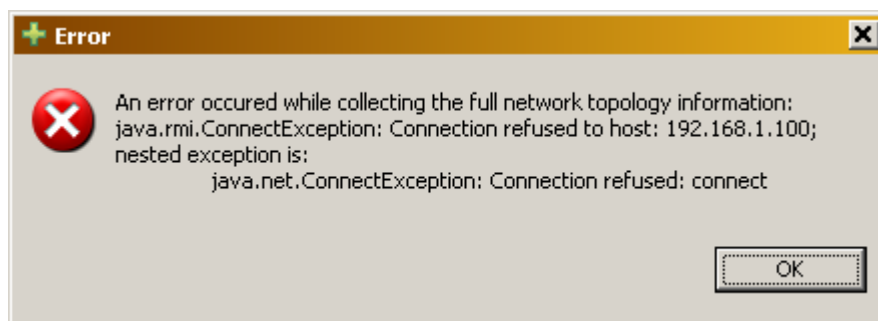 Error
An error occured while collecting the full network topology information:
java.rmi.ConnectException: Connection refused to host: 192.168.1.100;
nested exception is:
java.net.ConnectException: Connection refused: connect
OK